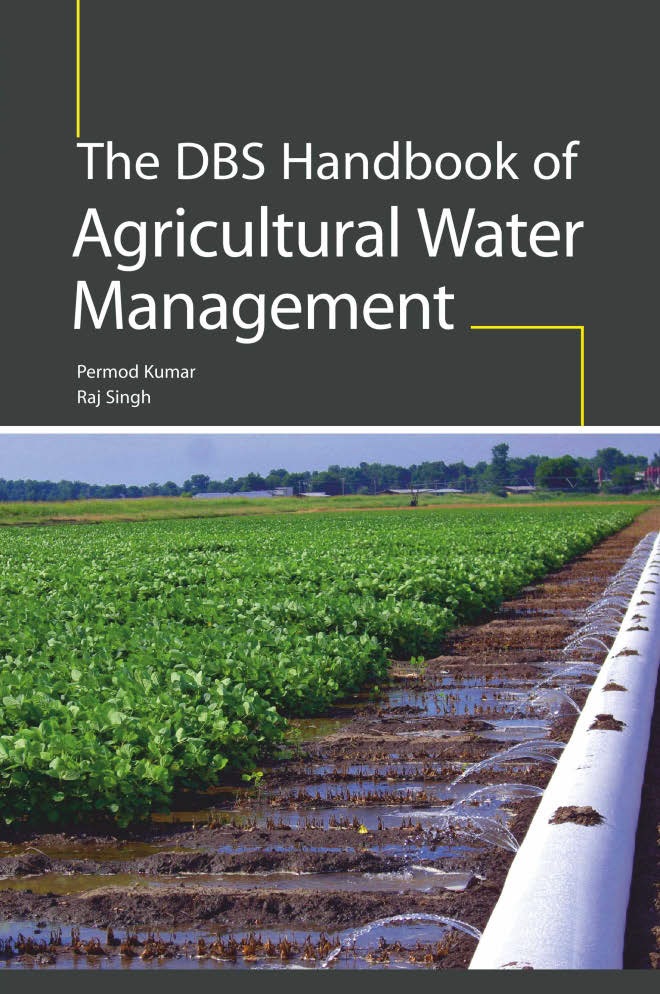 The DBS Handbook of
Agricultural Water
Management
Permod Kumar
Raj Singh